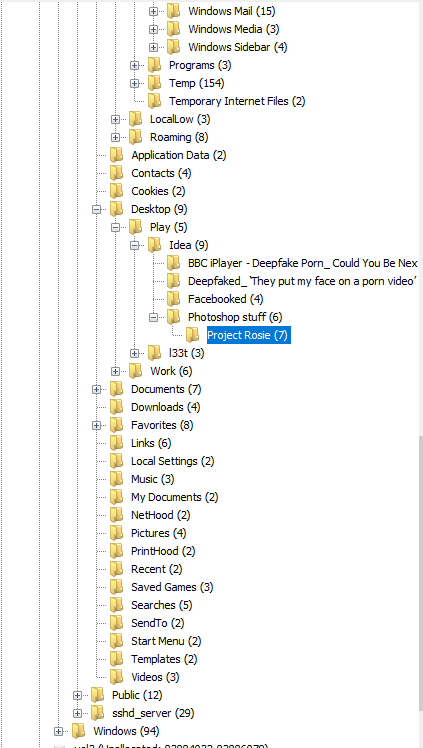 Windows Mail (15)
Windows Media (3)
Windows Sidebar (4)
Programs (3)
Temp (154)
Temporary Internet Files (2)
LocalLow (3)
Roaming (8)
Application Data (2)
Contacts (4)
Cookies (2)
Desktop (9)
Play (5)
Idea (9)
BBC iPlayer - Deepfake Porn_ Could You Be Nex
Deepfaked_ ‘They put my face on a porn video’
Facebooked (4)
Photoshop stuff (6)
Project Rosie (7)
l33t (3)
Work (6)
Documents (7)
Downloads (4)
Favorites (8)
Links (6)
Local Settings (2)
Music (3)
My Documents (2)
NetHood (2)
Pictures (4)
PrintHood (2)
Recent (2)
Saved Games (3)
Searches (5)
SendTo (2)
Start Menu (2)
Templates (2)
Videos (3)
Public (12)
sshd_server (29)
Windows (94)